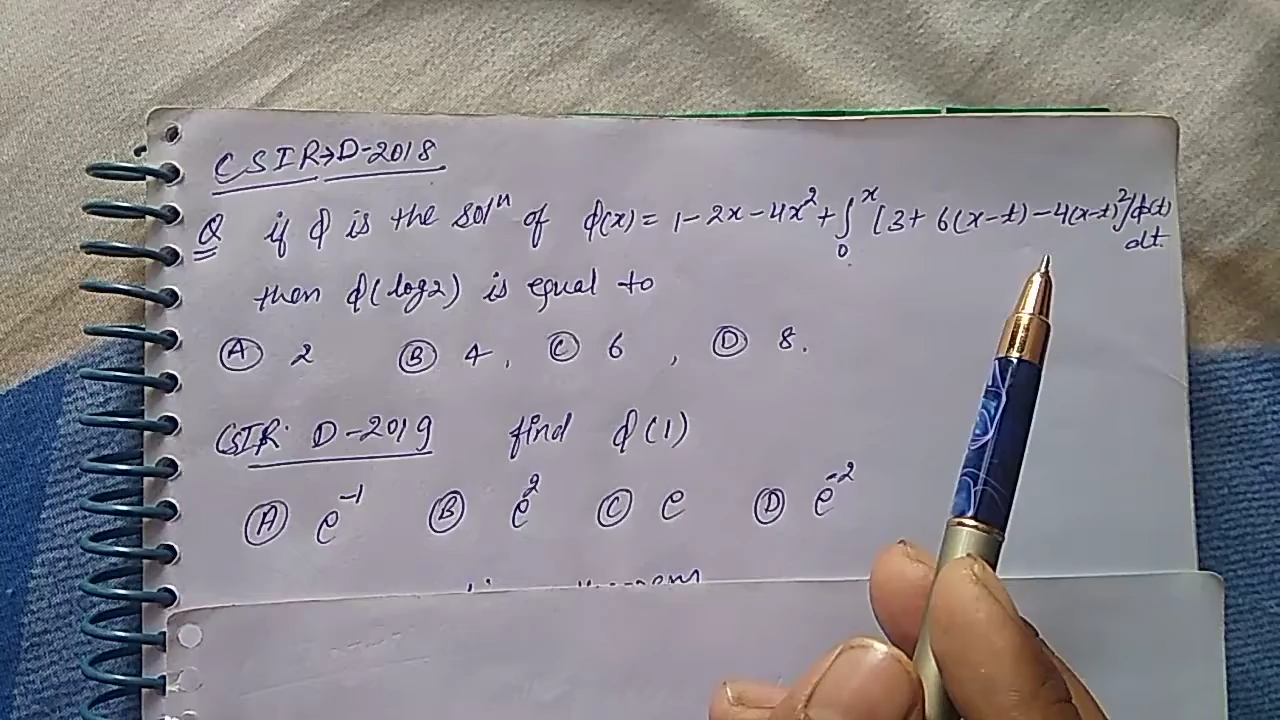 CSIR→D-2018
Q if ϕ is the solⁿ of ϕ(x) = 1-2x-4x²+∫₀ˣ [3+6(x-t)-4(x-t)²]ϕ(t)
dt.
then ϕ(log2) is equal to
Ⓐ 2 Ⓑ 4, Ⓒ 6, Ⓓ 8.
CSIR· D-2019 find ϕ(1)
Ⓐ e⁻¹ Ⓑ e² Ⓒ e Ⓓ e⁻²